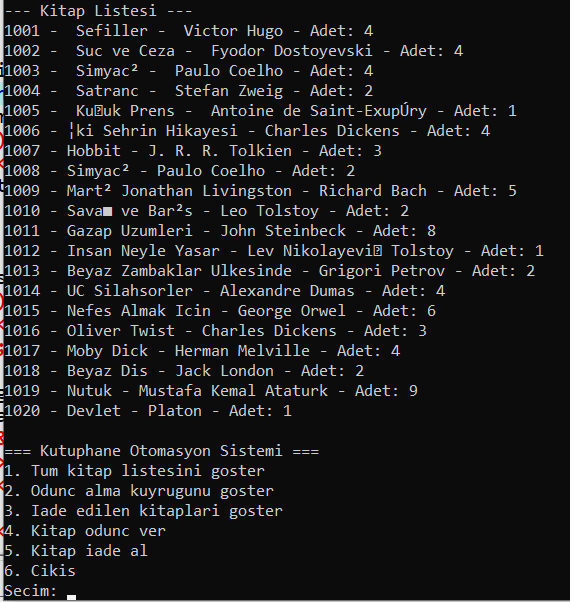 --- Kitap Listesi ---
1001 -  Sefiller -  Victor Hugo - Adet: 4
1002 -  Suc ve Ceza -  Fyodor Dostoyevski - Adet: 4
1003 -  Simyac² -  Paulo Coelho - Adet: 4
1004 -  Satranc -  Stefan Zweig - Adet: 2
1005 -  Ku�uk Prens -  Antoine de Saint-ExupÚry - Adet: 1
1006 - ¦ki Sehrin Hikayesi - Charles Dickens - Adet: 4
1007 - Hobbit - J. R. R. Tolkien - Adet: 3
1008 - Simyac² - Paulo Coelho - Adet: 2
1009 - Mart² Jonathan Livingston - Richard Bach - Adet: 5
1010 - Sava■ ve Bar²s - Leo Tolstoy - Adet: 2
1011 - Gazap Uzumleri - John Steinbeck - Adet: 8
1012 - Insan Neyle Yasar - Lev Nikolayevi� Tolstoy - Adet: 1
1013 - Beyaz Zambaklar Ulkesinde - Grigori Petrov - Adet: 2
1014 - UC Silahsorler - Alexandre Dumas - Adet: 4
1015 - Nefes Almak Icin - George Orwel - Adet: 6
1016 - Oliver Twist - Charles Dickens - Adet: 3
1017 - Moby Dick - Herman Melville - Adet: 4
1018 - Beyaz Dis - Jack London - Adet: 2
1019 - Nutuk - Mustafa Kemal Ataturk - Adet: 9
1020 - Devlet - Platon - Adet: 1
=== Kutuphane Otomasyon Sistemi ===
1. Tum kitap listesini goster
2. Odunc alma kuyrugunu goster
3. Iade edilen kitaplari goster
4. Kitap odunc ver
5. Kitap iade al
6. Cikis
Secim: